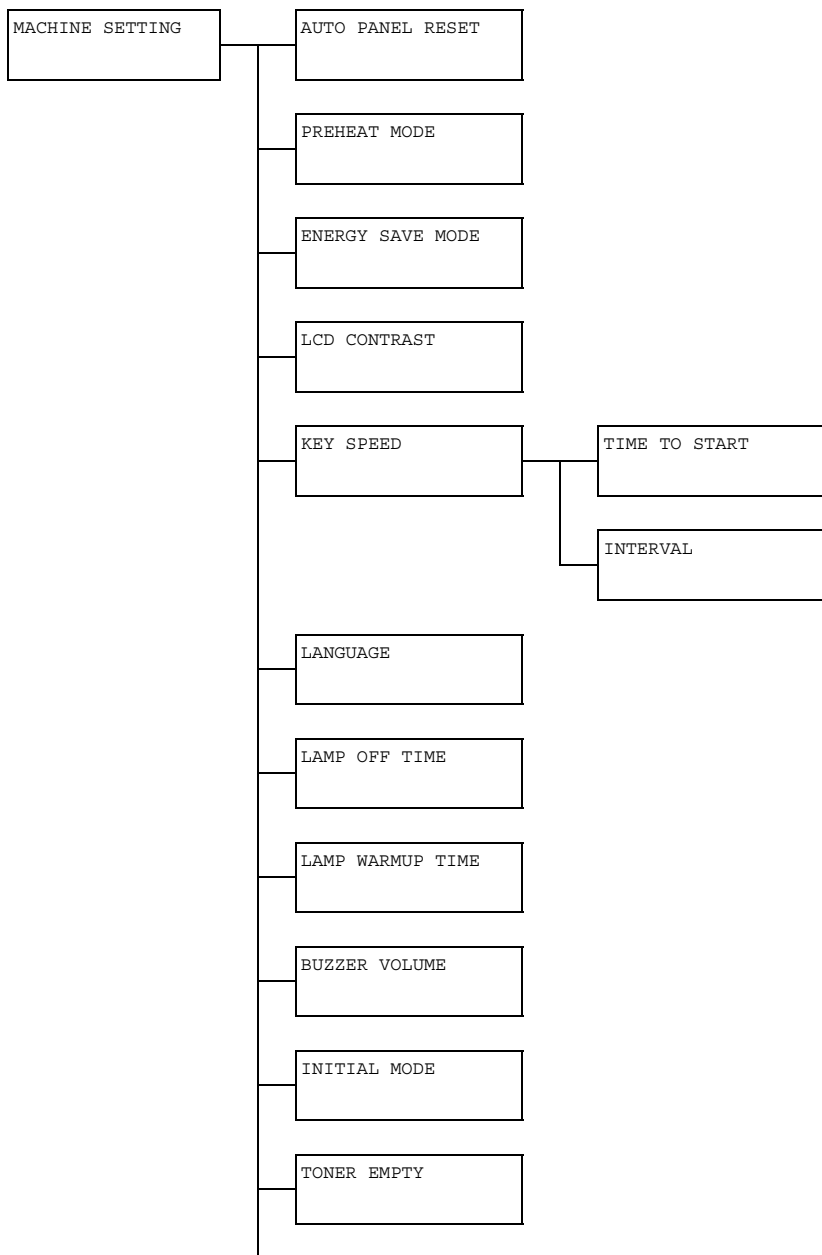 MACHINE SETTING
AUTO PANEL RESET
PREHEAT MODE
ENERGY SAVE MODE
LCD CONTRAST
KEY SPEED
TIME TO START
INTERVAL
LANGUAGE
LAMP OFF TIME
LAMP WARMUP TIME
BUZZER VOLUME
INITIAL MODE
TONER EMPTY